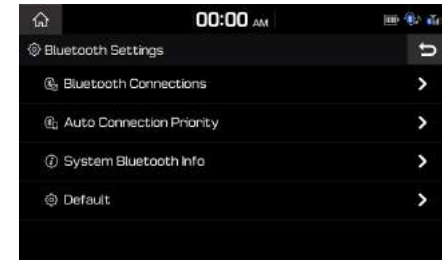 00:00 AM
Bluetooth Settings
Bluetooth Connections
Auto Connection Priority
System Bluetooth Info
Default